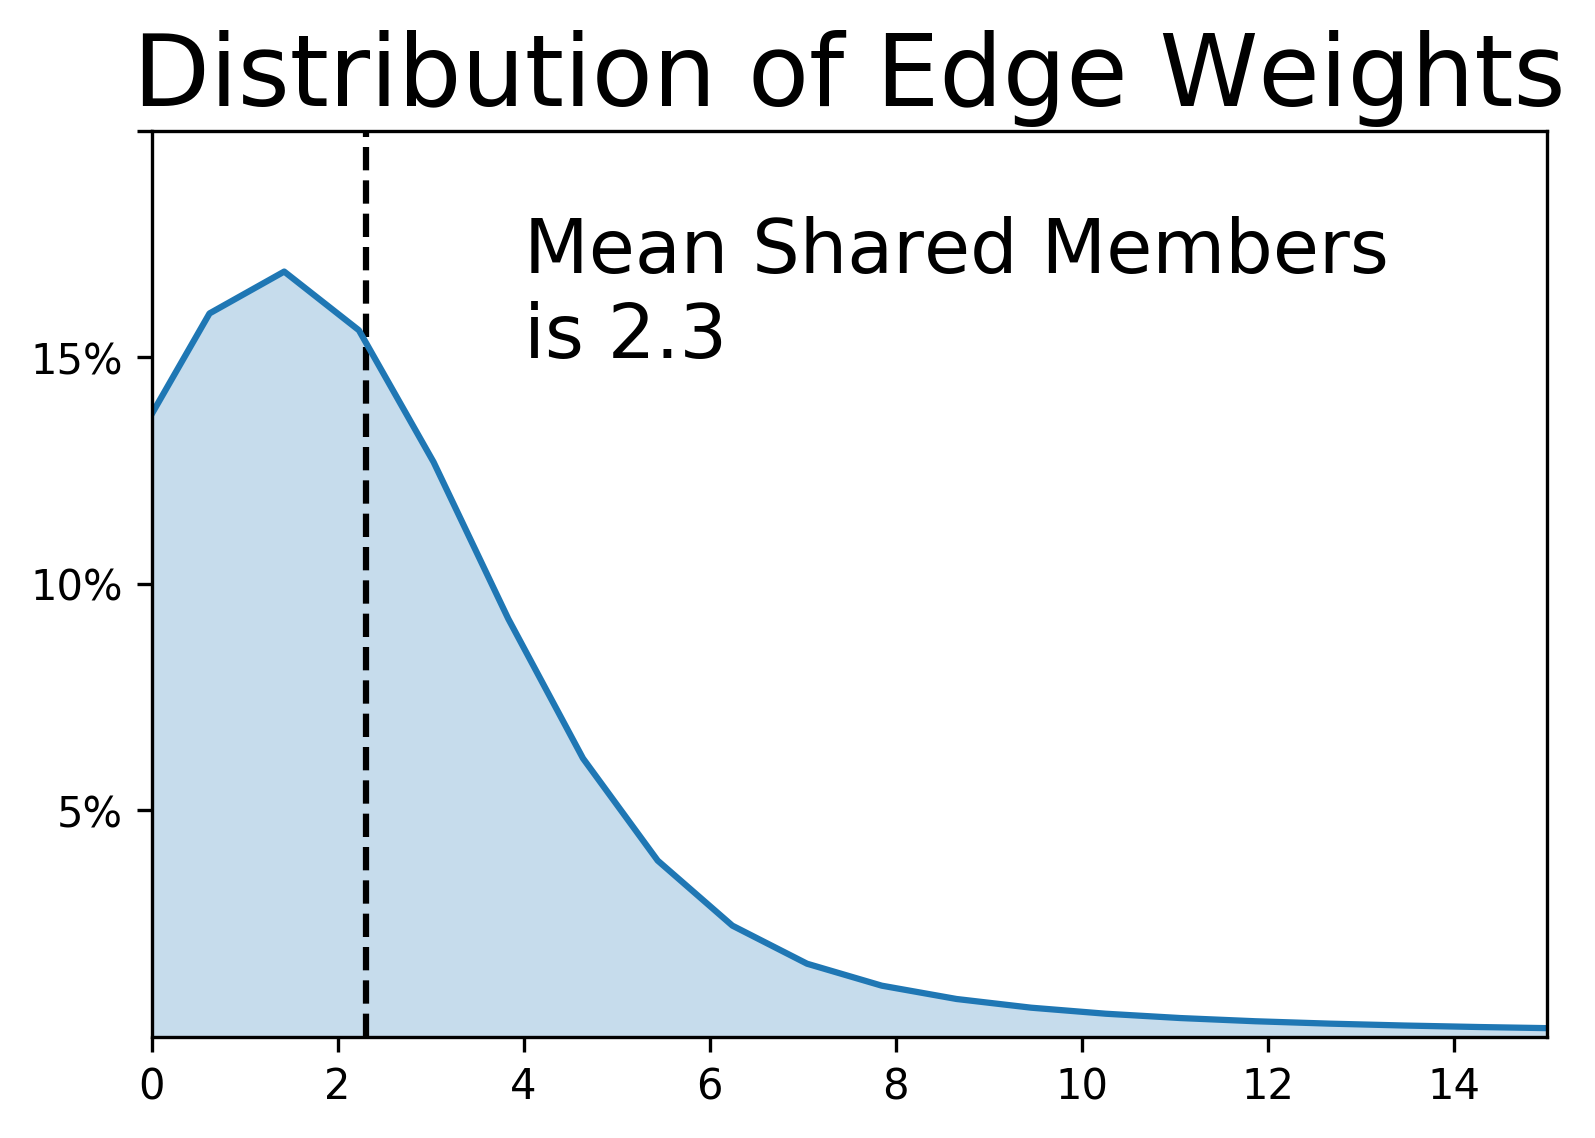 Distribution of Edge Weights
Mean Shared Members
is 2.3
15%
10%
5%
0 2 4 6 8 10 12 14